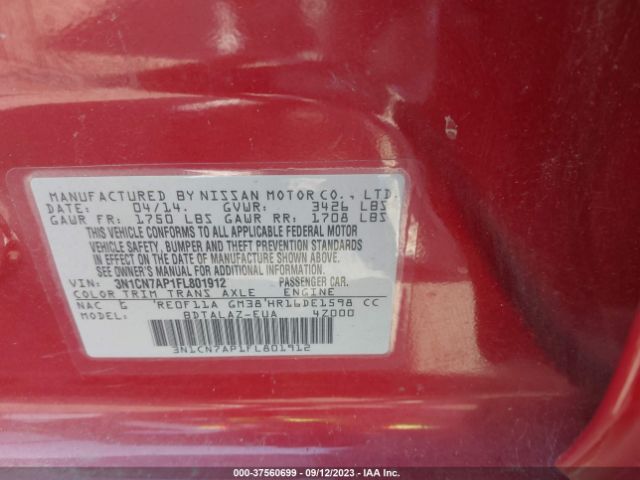 MANUFACTURED BY NISSAN MOTOR CO., LTD.
DATE: 04/14. GVWR: 3426 LBS
GAWR FR: 1750 LBS GAWR RR: 1708 LBS
THIS VEHICLE CONFORMS TO ALL APPLICABLE FEDERAL MOTOR
VEHICLE SAFETY, BUMPER AND THEFT PREVENTION STANDARDS
IN EFFECT ON THE DATE OF MANUFACTURE SHOWN ABOVE.
SEE OWNER'S MANUAL FOR ADDITIONAL INFORMATION
VIN: 3N1CN7AP1FL801912 PASSENGER CAR.
COLOR TRIM TRANS AXLE ENGINE
NAC G RE0F11A GM38 HR16DE1598 CC
MODEL: BDTALAZ-EUA 4Z000
3N1CN7AP1FL801912
000-37560699 - 09/12/2023 - IAA Inc.